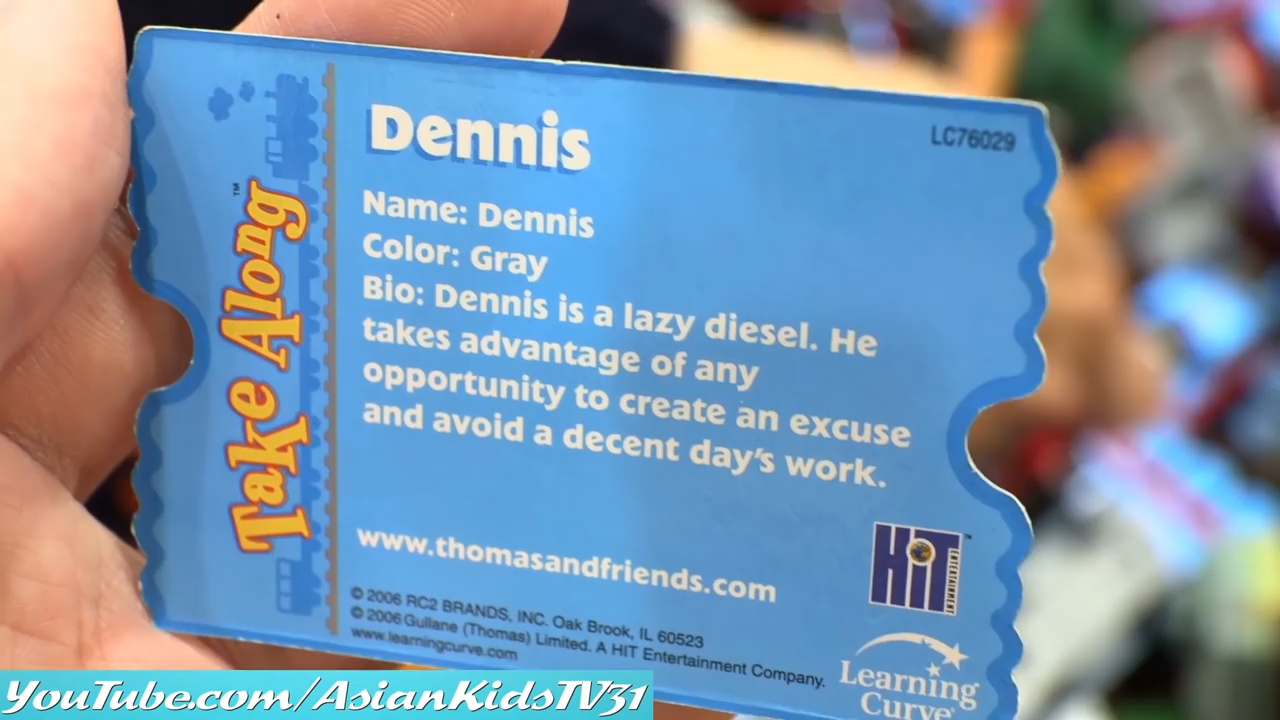 Dennis
LC76029
Take Along™
Name: Dennis
Color: Gray
Bio: Dennis is a lazy diesel. He
takes advantage of any
opportunity to create an excuse
and avoid a decent day's work.
www.thomasandfriends.com
HiT ENTERTAINMENT
© 2006 RC2 BRANDS, INC. Oak Brook, IL 60523
© 2006 Gullane (Thomas) Limited. A HIT Entertainment Company.
www.learningcurve.com
Learning
Curve®
YouTube.com/AsianKidsTV31